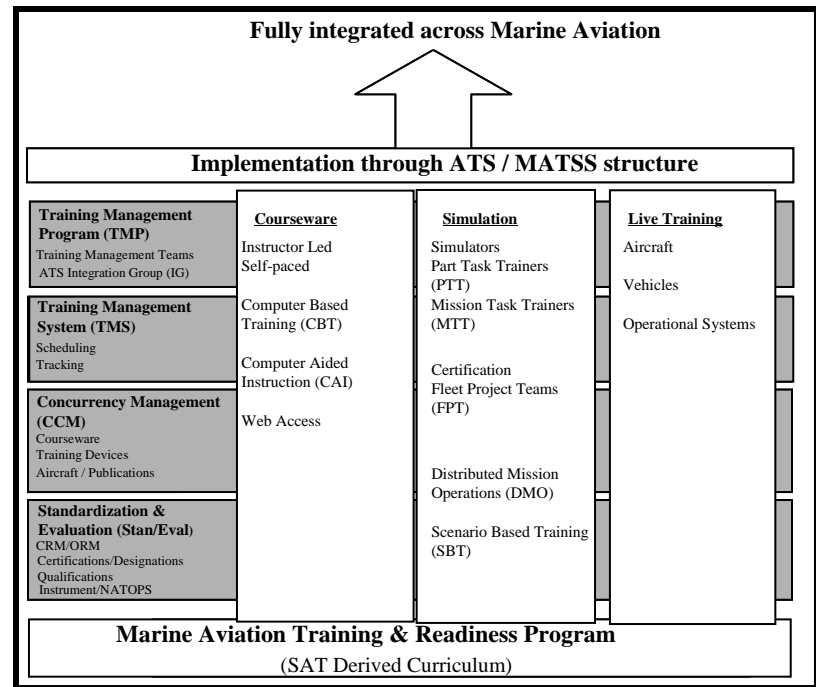 Fully integrated across Marine Aviation
Implementation through ATS / MATSS structure
Training Management
Program (TMP)
Training Management Teams
ATS Integration Group (IG)
Training Management
System (TMS)
Scheduling
Tracking
Concurrency Management
(CCM)
Courseware
Training Devices
Aircraft / Publications
Standardization &
Evaluation (Stan/Eval)
CRM/ORM
Certifications/Designations
Qualifications
Instrument/NATOPS
Courseware
Instructor Led
Self-paced
Computer Based
Training (CBT)
Computer Aided
Instruction (CAI)
Web Access
Simulation
Simulators
Part Task Trainers
(PTT)
Mission Task Trainers
(MTT)
Certification
Fleet Project Teams
(FPT)
Distributed Mission
Operations (DMO)
Scenario Based Training
(SBT)
Live Training
Aircraft
Vehicles
Operational Systems
Marine Aviation Training & Readiness Program
(SAT Derived Curriculum)